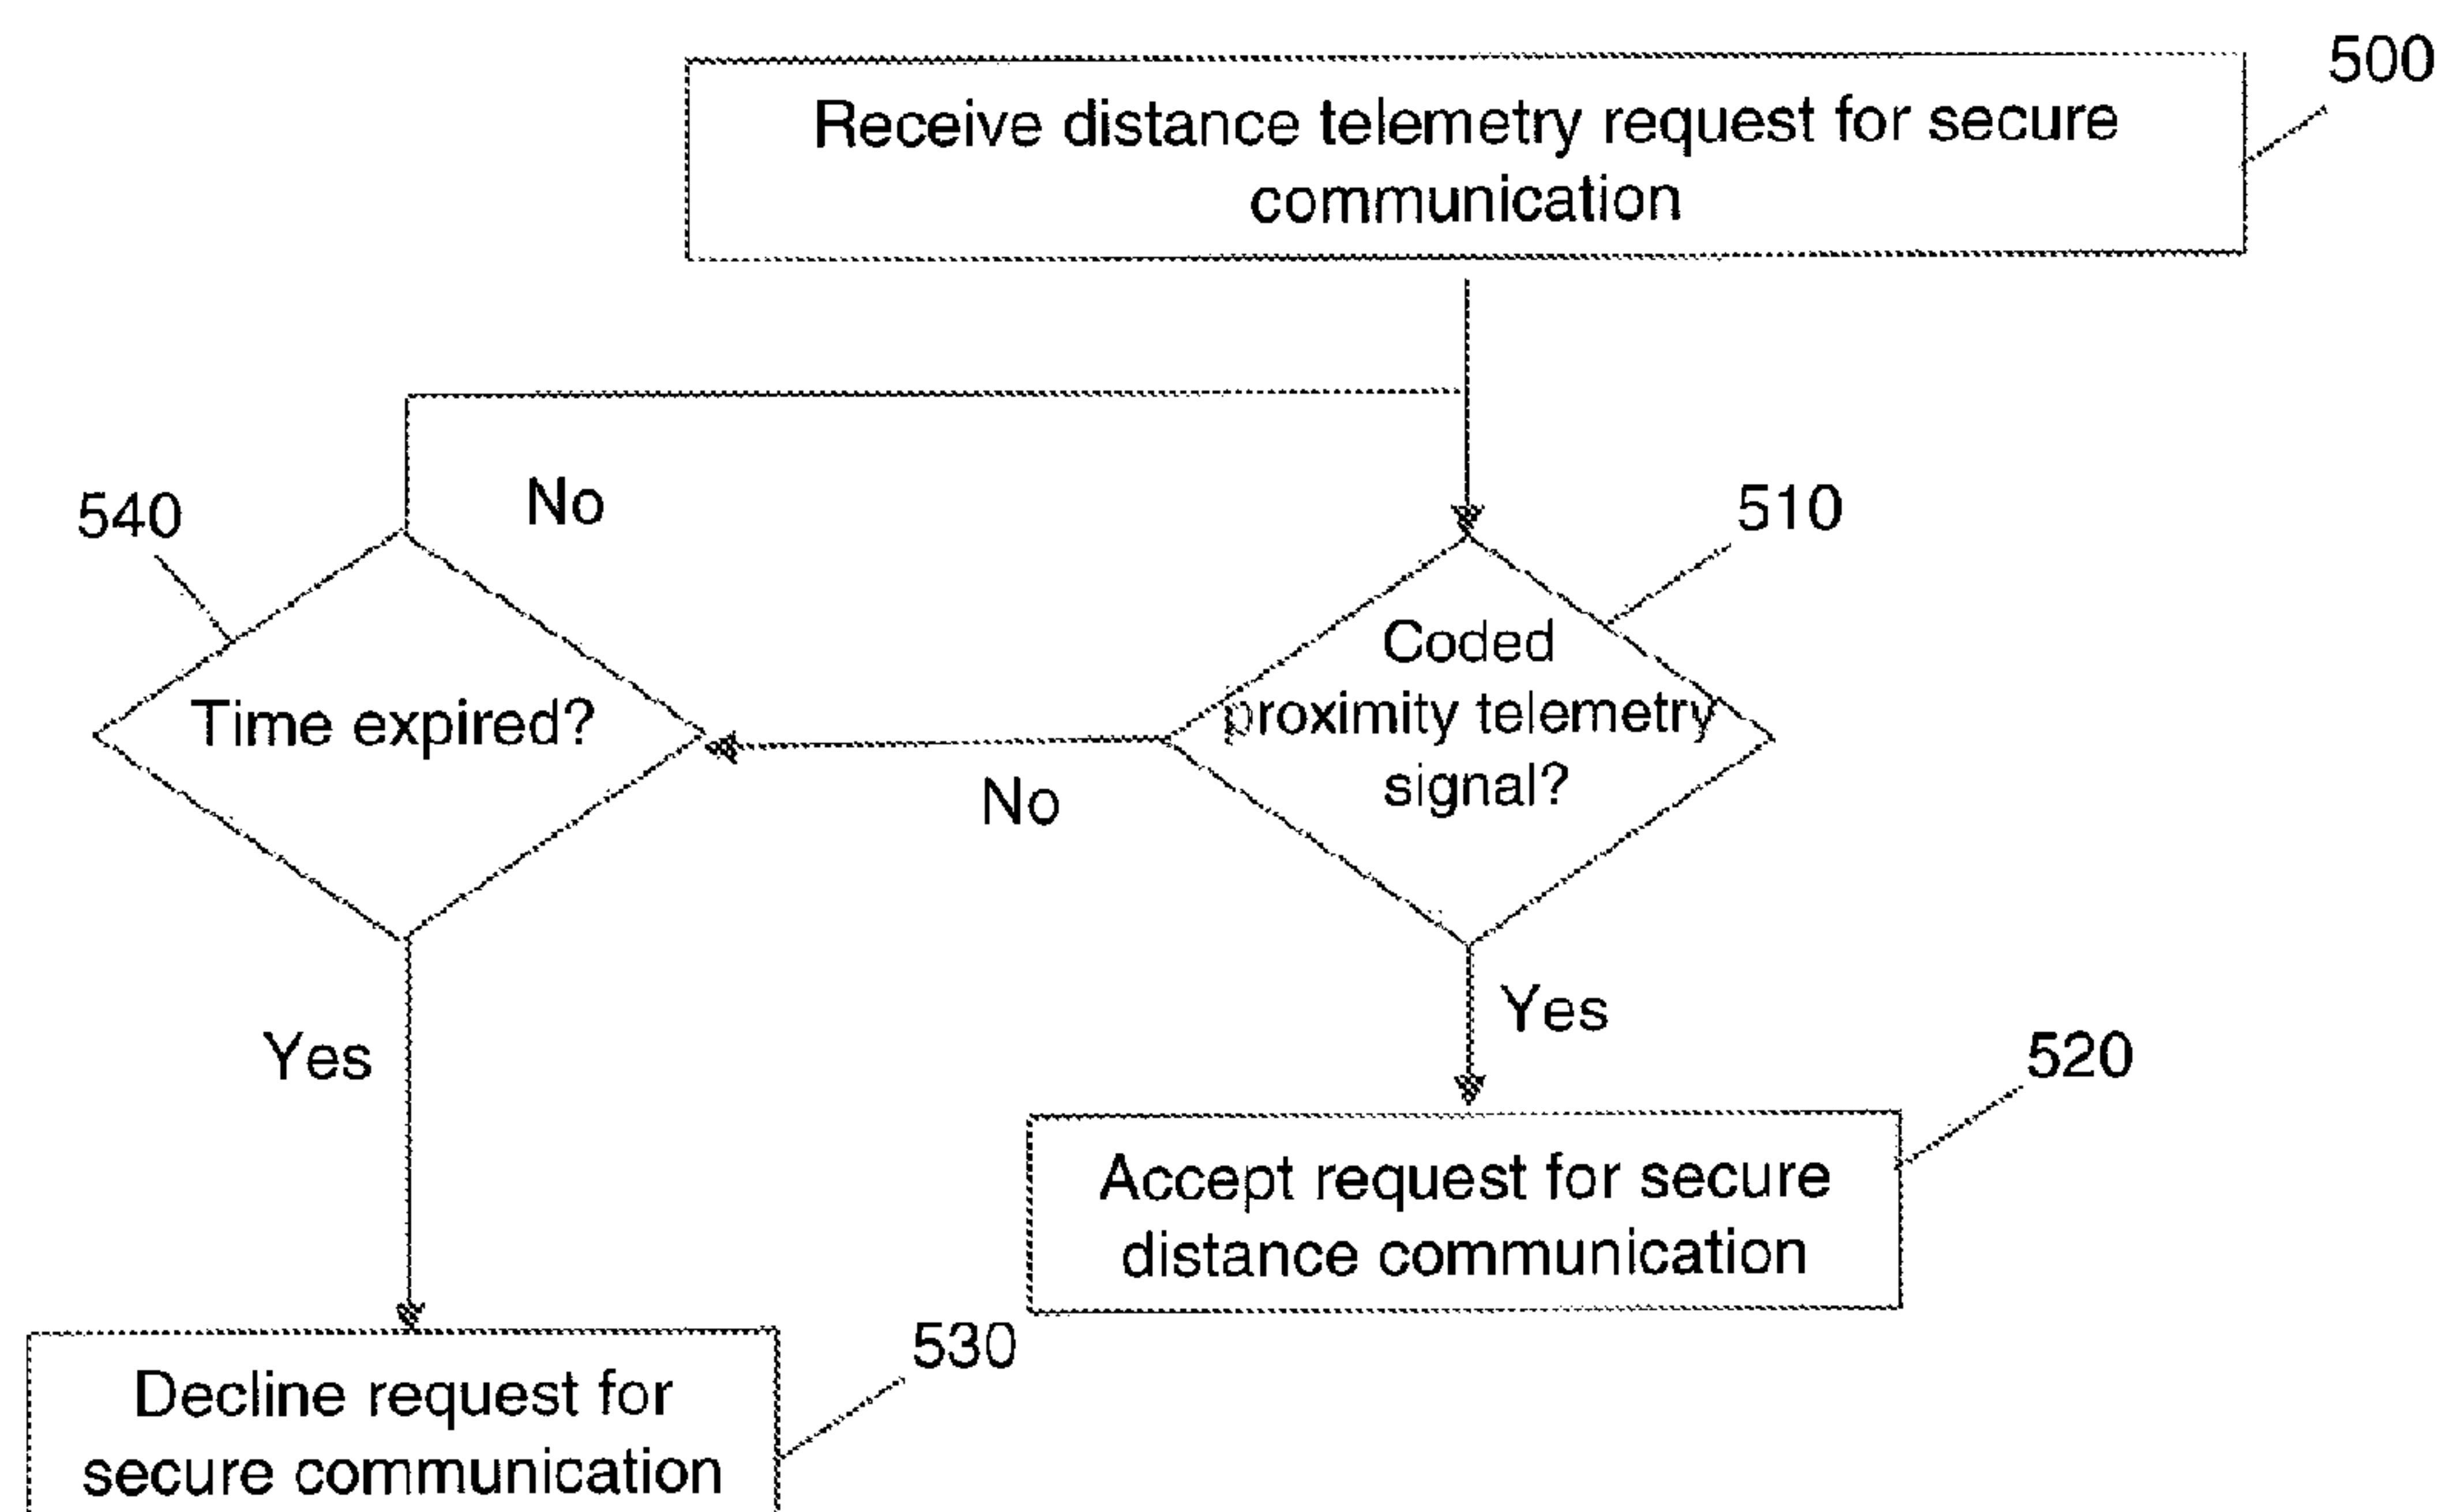 500
Receive distance telemetry request for secure
communication
No
540
510
Coded
proximity telemetry
signal?
Time expired?
No
Yes
Yes
520
Accept request for secure
distance communication
530
Decline request for
secure communication